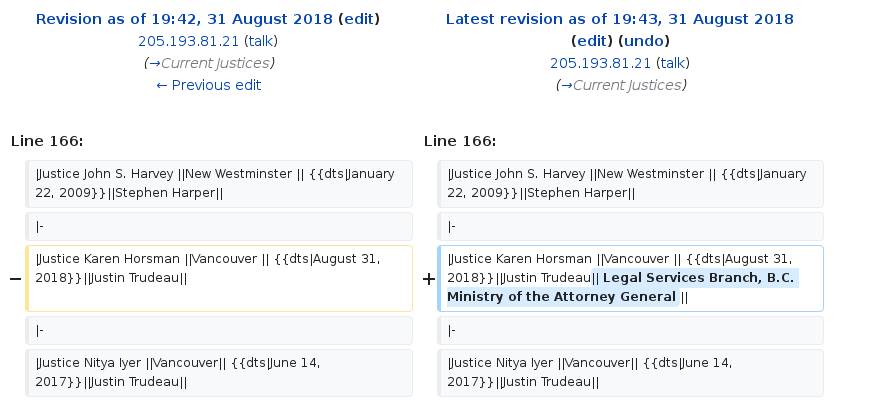 Revision as of 19:42, 31 August 2018 (edit)
205.193.81.21 (talk)
(→Current Justices)
← Previous edit
Latest revision as of 19:43, 31 August 2018
(edit) (undo)
205.193.81.21 (talk)
(→Current Justices)
Line 166:
Line 166:
|Justice John S. Harvey ||New Westminster || {{dts|January
22, 2009}}||Stephen Harper||
|Justice John S. Harvey ||New Westminster || {{dts|January
22, 2009}}||Stephen Harper||
|-
|-
−
|Justice Karen Horsman ||Vancouver || {{dts|August 31,
2018}}||Justin Trudeau||
+
|Justice Karen Horsman ||Vancouver || {{dts|August 31,
2018}}||Justin Trudeau|| Legal Services Branch, B.C.
Ministry of the Attorney General ||
|-
|-
|Justice Nitya Iyer ||Vancouver|| {{dts|June 14,
2017}}||Justin Trudeau||
|Justice Nitya Iyer ||Vancouver|| {{dts|June 14,
2017}}||Justin Trudeau||